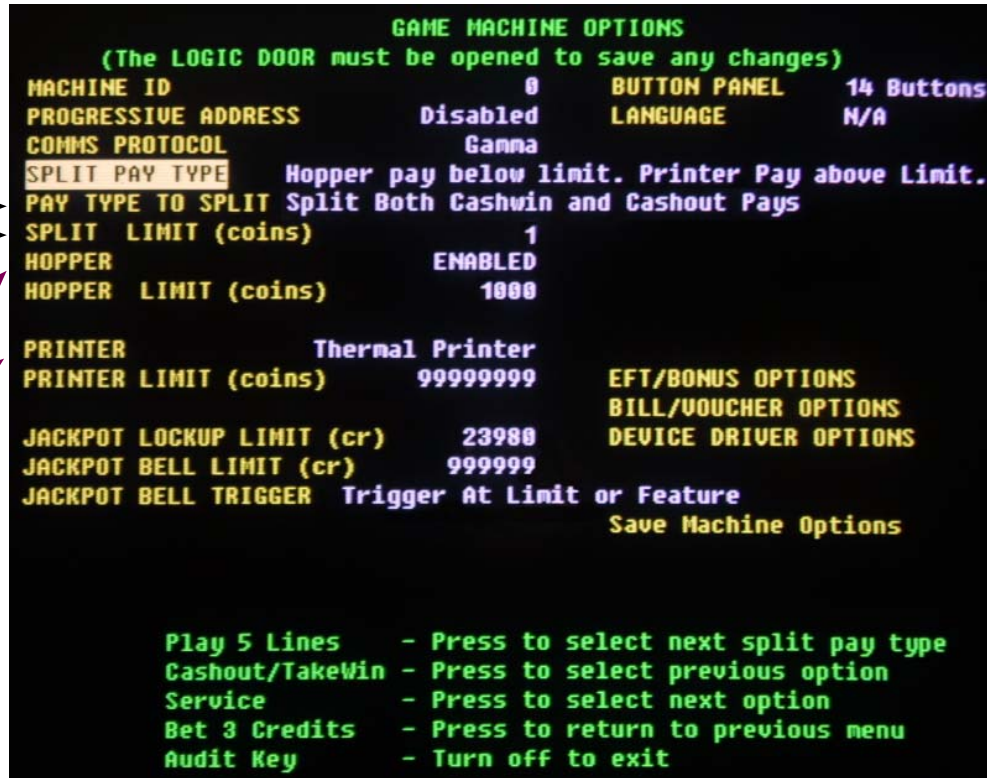 GAME MACHINE OPTIONS
(The LOGIC DOOR must be opened to save any changes)
MACHINE ID 0 BUTTON PANEL 14 Buttons
PROGRESSIVE ADDRESS Disabled LANGUAGE N/A
COMMS PROTOCOL Gamma
SPLIT PAY TYPE Hopper pay below limit. Printer Pay above Limit.
PAY TYPE TO SPLIT Split Both Cashwin and Cashout Pays
SPLIT LIMIT (coins) 1
HOPPER ENABLED
HOPPER LIMIT (coins) 1000
PRINTER Thermal Printer
PRINTER LIMIT (coins) 99999999 EFT/BONUS OPTIONS
BILL/VOUCHER OPTIONS
JACKPOT LOCKUP LIMIT (cr) 23980 DEVICE DRIVER OPTIONS
JACKPOT BELL LIMIT (cr) 999999
JACKPOT BELL TRIGGER Trigger At Limit or Feature
Save Machine Options
Play 5 Lines - Press to select next split pay type
Cashout/TakeWin - Press to select previous option
Service - Press to select next option
Bet 3 Credits - Press to return to previous menu
Audit Key - Turn off to exit